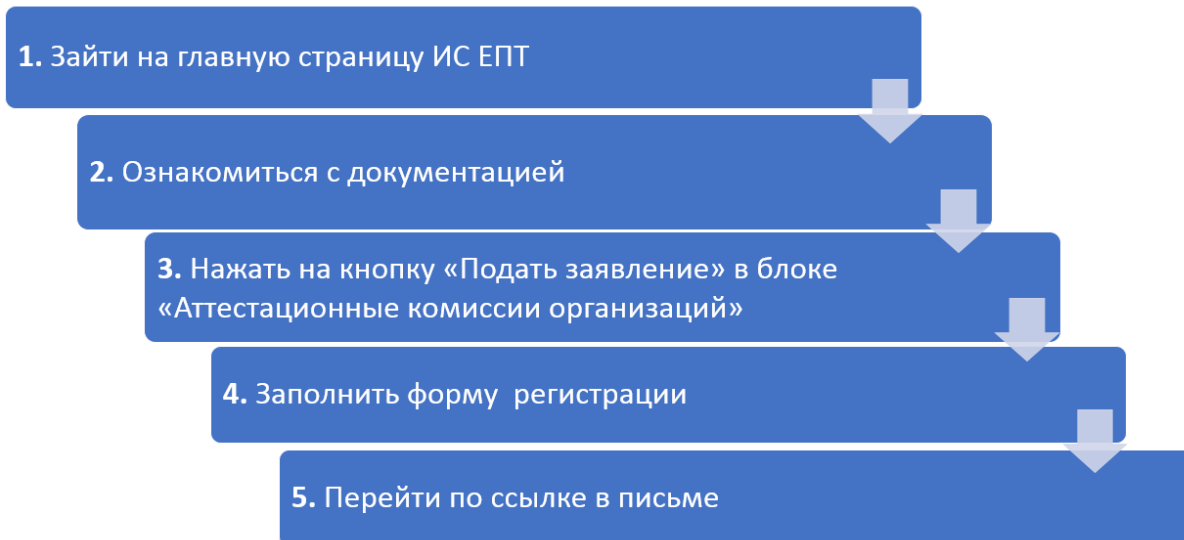 1. Зайти на главную страницу ИС ЕПТ
2. Ознакомиться с документацией
3. Нажать на кнопку «Подать заявление» в блоке
«Аттестационные комиссии организаций»
4. Заполнить форму  регистрации
5. Перейти по ссылке в письме